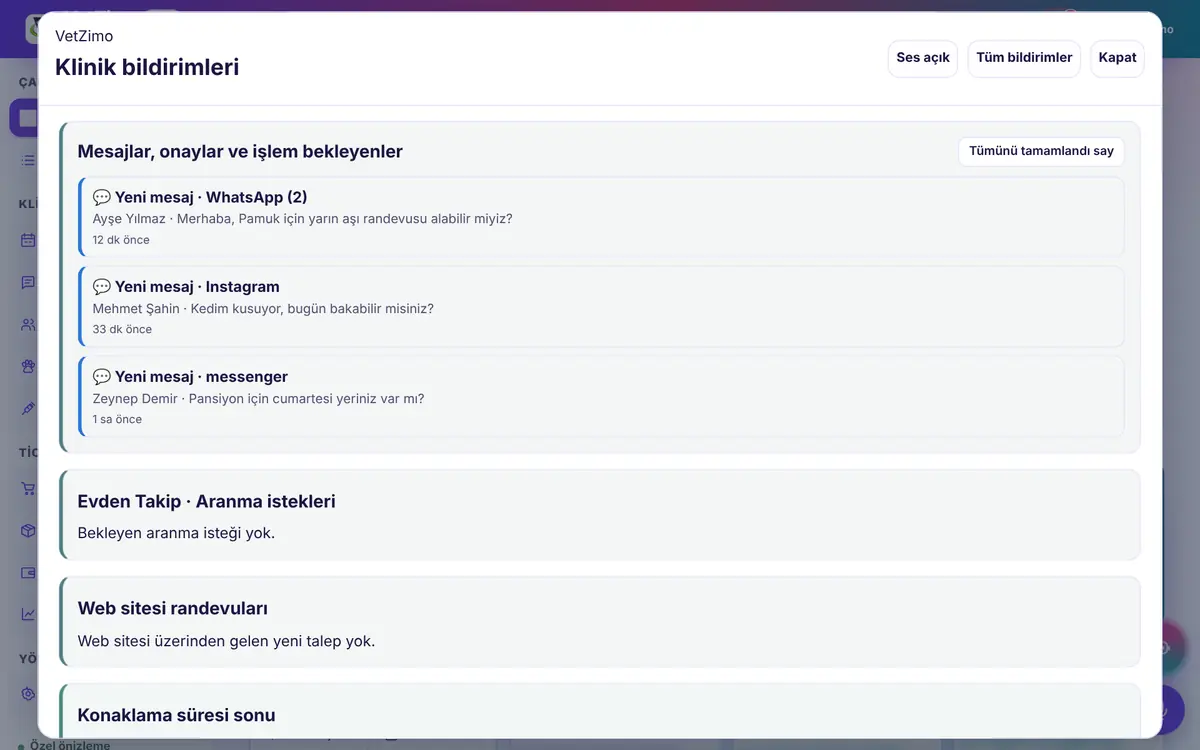 VetZimo
Klinik bildirimleri
Ses açık
Tüm bildirimler
Kapat
Mesajlar, onaylar ve işlem bekleyenler
Tümünü tamamlandı say
💬 Yeni mesaj · WhatsApp (2)
Ayşe Yılmaz · Merhaba, Pamuk için yarın aşı randevusu alabilir miyiz?
12 dk önce
💬 Yeni mesaj · Instagram
Mehmet Şahin · Kedim kusuyor, bugün bakabilir misiniz?
33 dk önce
💬 Yeni mesaj · messenger
Zeynep Demir · Pansiyon için cumartesi yeriniz var mı?
1 sa önce
Evden Takip · Aranma istekleri
Bekleyen aranma isteği yok.
Web sitesi randevuları
Web sitesi üzerinden gelen yeni talep yok.
Konaklama süresi sonu
Özel önizleme